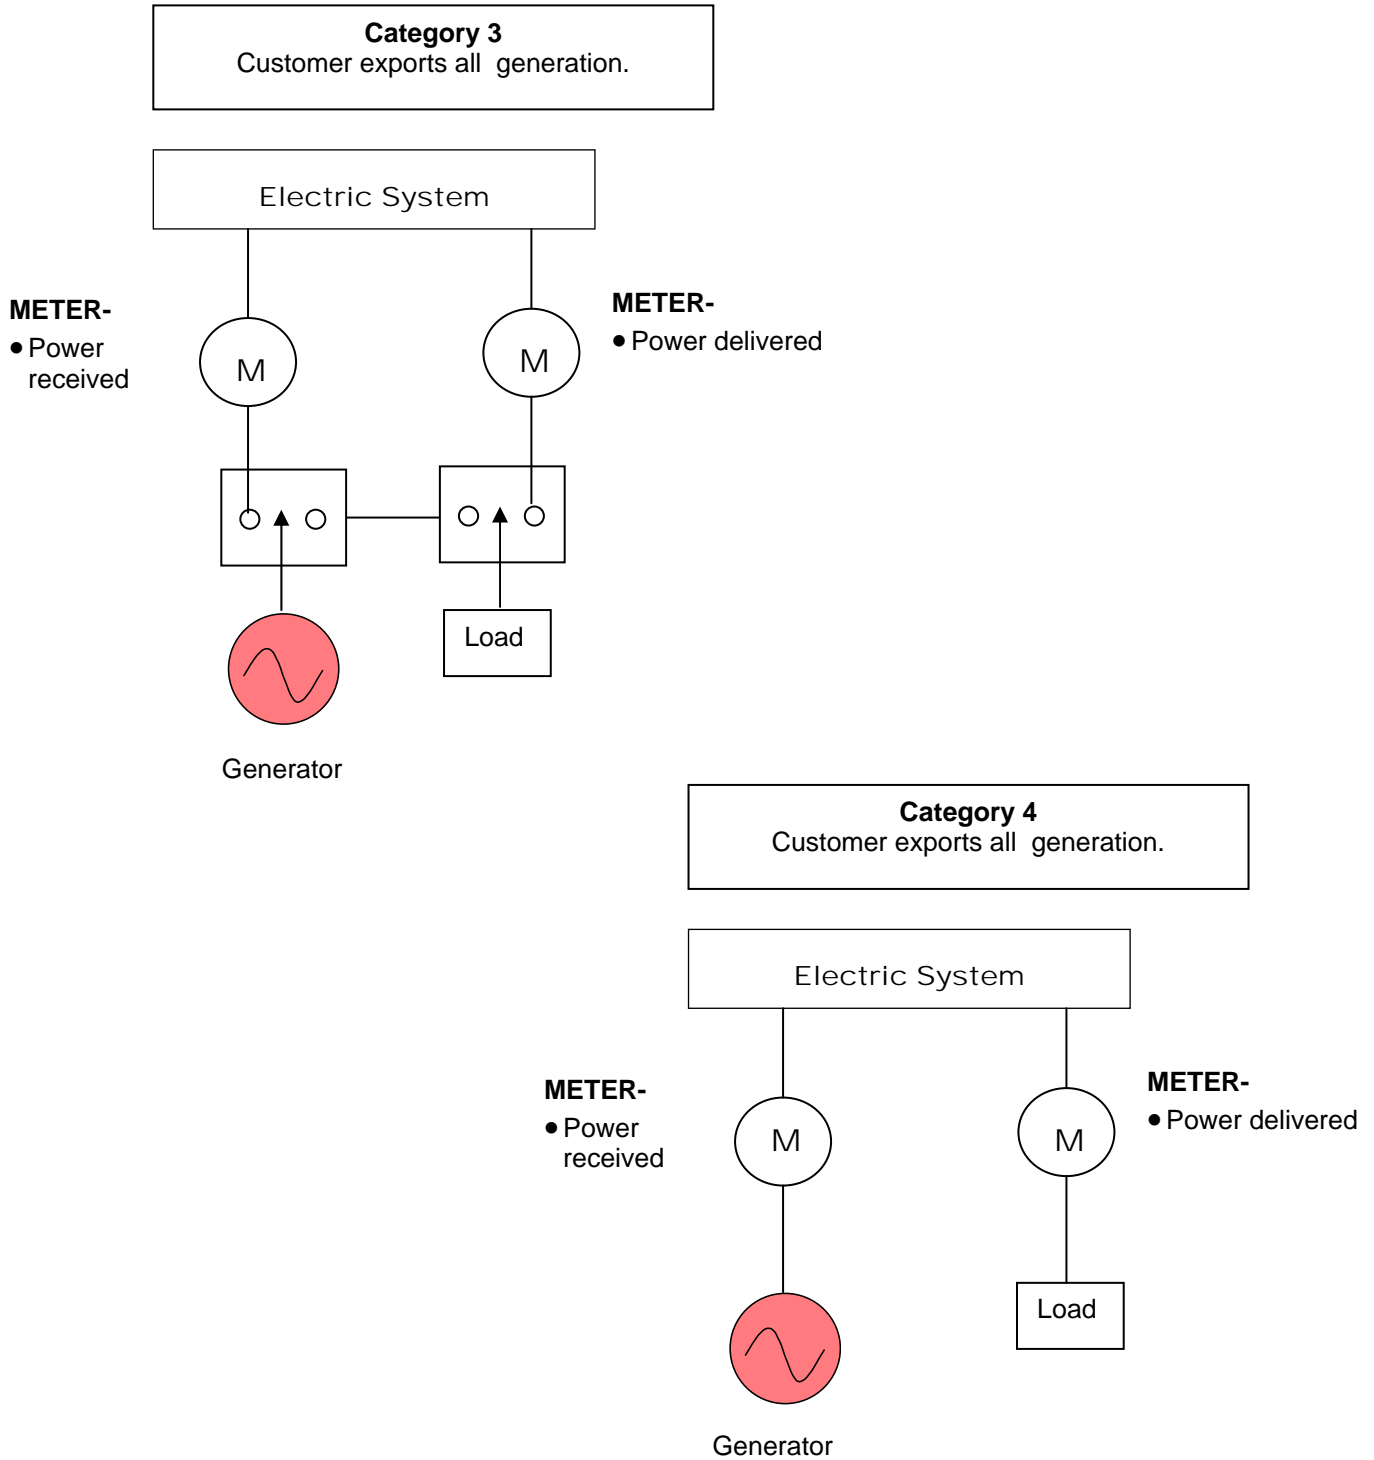 Category 3
Customer exports all generation.
Electric System
METER-
• Power
received
M
METER-
• Power delivered
M
Load
Generator
Category 4
Customer exports all generation.
Electric System
METER-
• Power
received
M
METER-
• Power delivered
M
Load
Generator